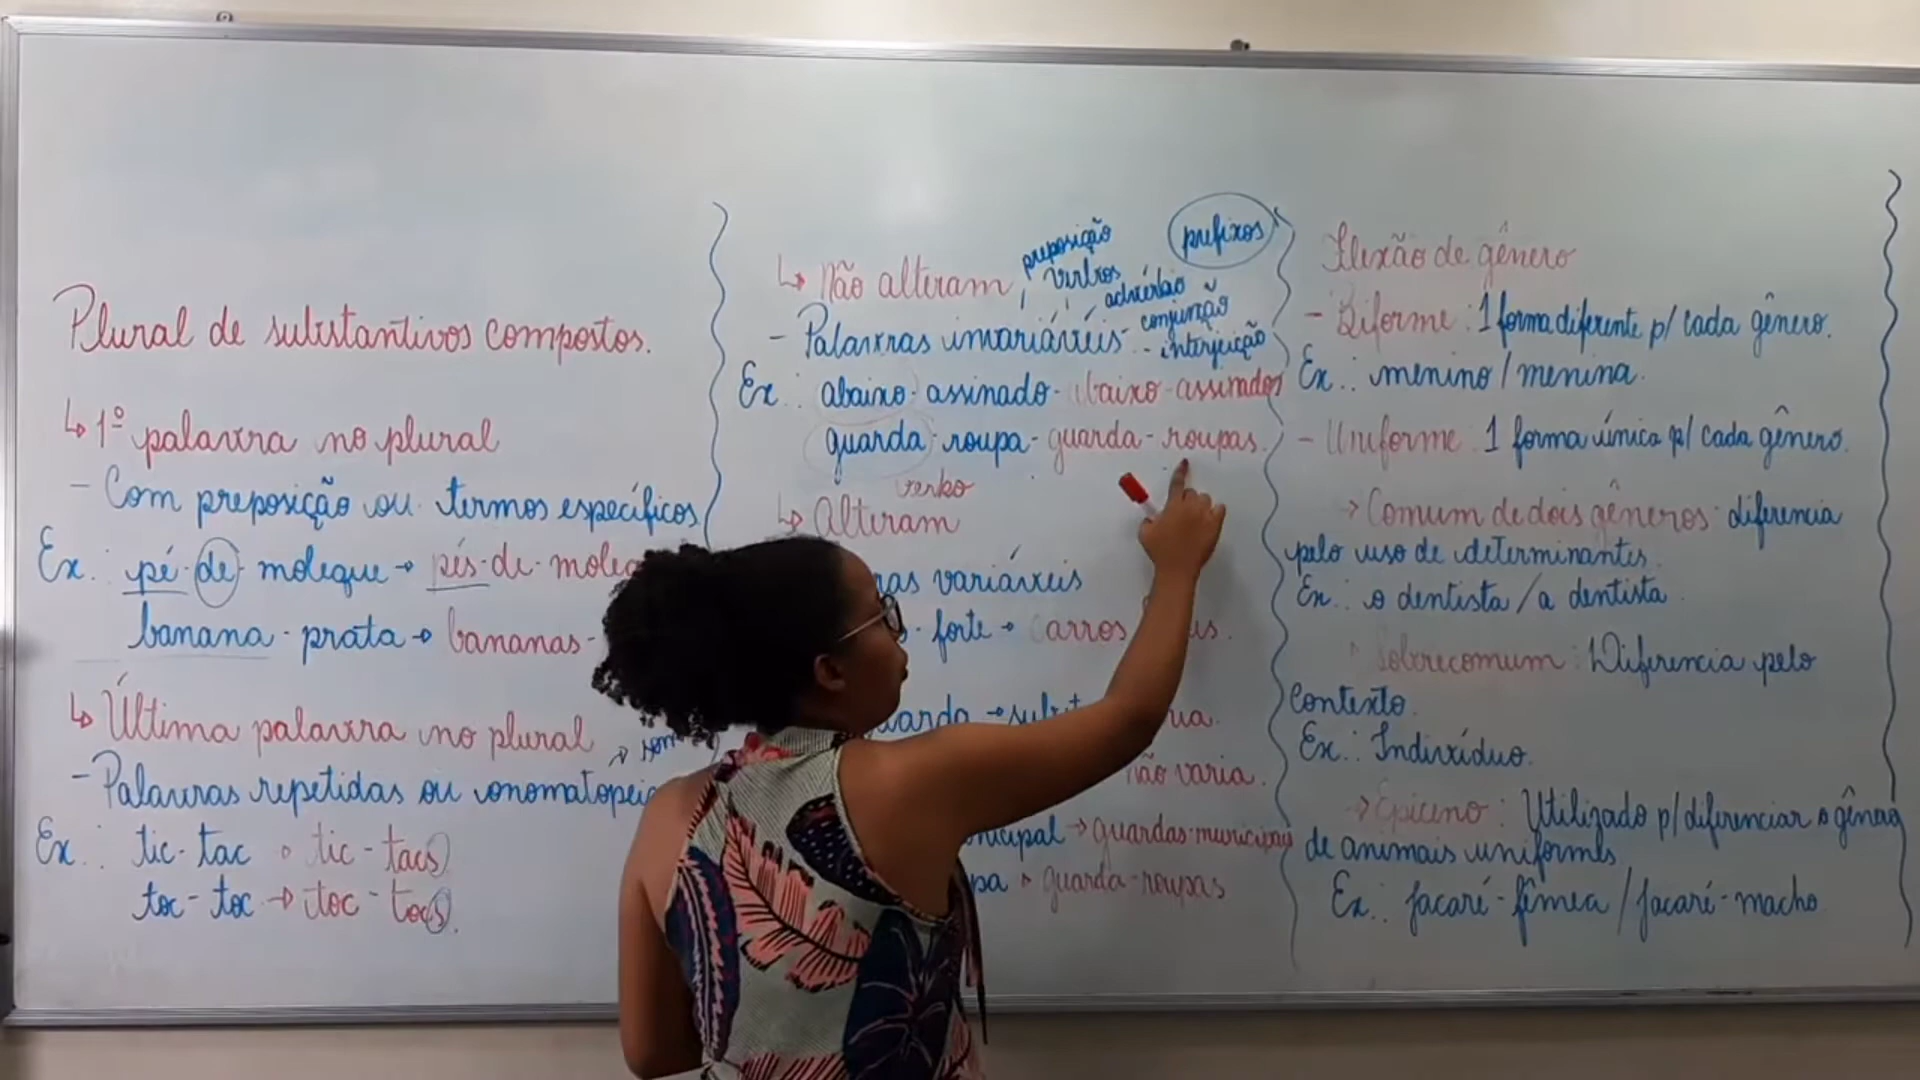 Plural de substantivos compostos.
↳ 1º palavra no plural
- Com preposição ou termos específicos
Ex.: pé-de-moleque → pés-de-moleq
banana-prata → bananas-
↳ Última palavra no plural
→ som
- Palavras repetidas ou onomatopeia
Ex.: tic-tac → tic-tacs
toc-toc → toc-tocs.
prefixos
↳ Não alteram
preposição
verbos
advérbio
conjunção
- interjeição
- Palavras invariáveis
Ex.: abaixo-assinado - abaixo-assinados
guarda-roupa - guarda-roupas.
verbo
↳ Alteram
variáveis
-forte → carros
→ subst
não varia.
→ guardas-municipais
→ guarda-roupas
Flexão de gênero
- Biforme: 1 forma diferente p/ cada gênero.
Ex.: menino/menina.
- Uniforme: 1 forma única p/ cada gênero.
→ Comum de dois gêneros: diferencia
pelo uso de determinantes.
Ex.: o dentista/a dentista.
Sobrecomum: Diferencia pelo
contexto.
Ex.: Indivíduo.
→ Epiceno: Utilizado p/ diferenciar o gênero
de animais uniformes
Ex.: jacaré-fêmea / jacaré-macho